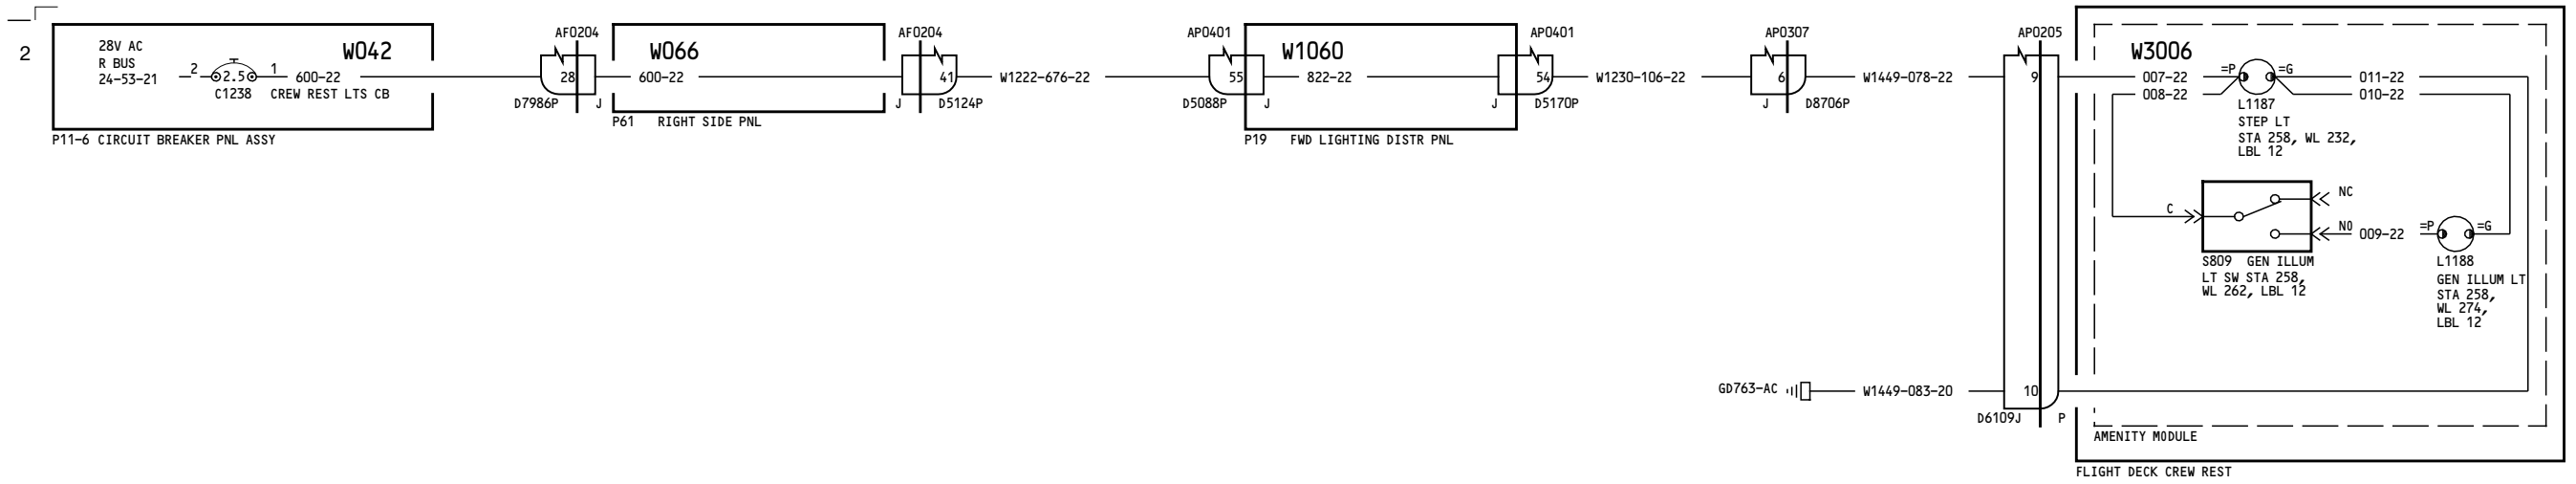 2
28V AC
R BUS
24-53-21
2
2.5
1
C1238
W042
600-22
CREW REST LTS CB
P11-6 CIRCUIT BREAKER PNL ASSY
AF0204
28
D7986P
J
W066
600-22
P61 RIGHT SIDE PNL
AF0204
41
J
D5124P
W1222-676-22
AP0401
55
D5088P
J
W1060
822-22
P19 FWD LIGHTING DISTR PNL
AP0401
54
J
D5170P
W1230-106-22
AP0307
6
J
D8706P
W1449-078-22
AP0205
9
W3006
007-22
008-22
=P
=G
011-22
010-22
L1187
STEP LT
STA 258, WL 232,
LBL 12
C
NC
NO
009-22
=P
=G
S809 GEN ILLUM
LT SW STA 258,
WL 262, LBL 12
L1188
GEN ILLUM LT
STA 258,
WL 274,
LBL 12
GD763-AC
W1449-083-20
10
D6109J
P
AMENITY MODULE
FLIGHT DECK CREW REST